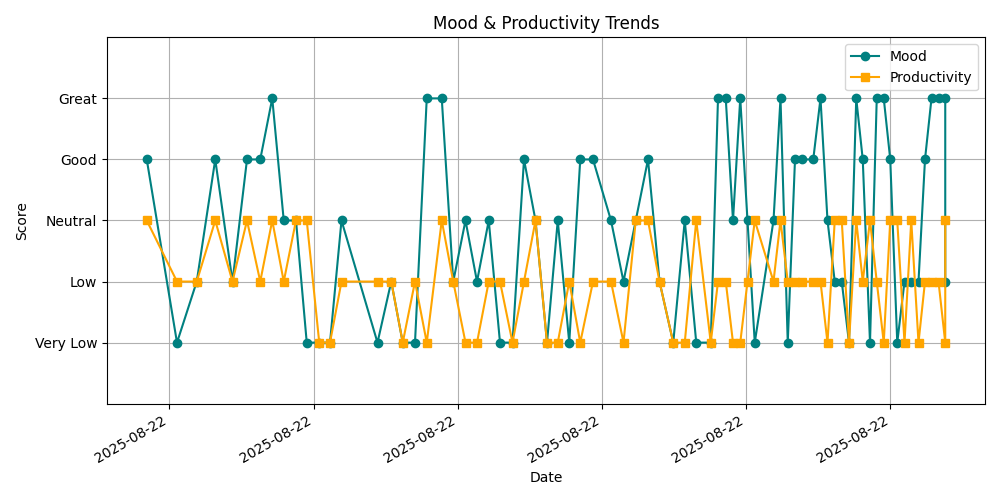 Mood & Productivity Trends
Mood
Productivity
Great
Good
Neutral
Low
Very Low
Score
2025-08-22
2025-08-22
2025-08-22
2025-08-22
2025-08-22
2025-08-22
Date